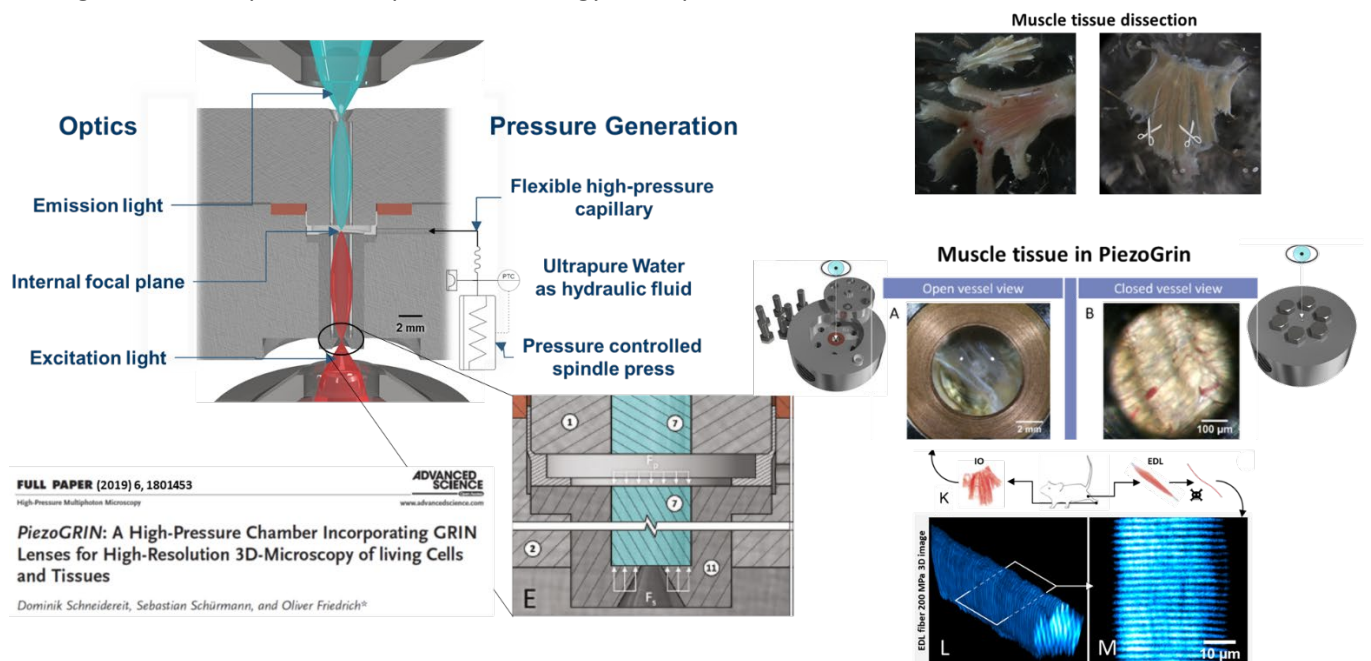 Optics
Pressure Generation
Emission light
Internal focal plane
Excitation light
Flexible high-pressure
capillary
Ultrapure Water
as hydraulic fluid
Pressure controlled
spindle press
PTC
2 mm
FULL PAPER (2019) 6, 1801453
ADVANCED
SCIENCE
High-Pressure Multiphoton Microscopy
www.advancedscience.com
PiezoGRIN: A High-Pressure Chamber Incorporating GRIN
Lenses for High-Resolution 3D-Microscopy of living Cells
and Tissues
Dominik Schneidereit, Sebastian Schürmann, and Oliver Friedrich*
1
7
7
2
11
E
Muscle tissue dissection
Muscle tissue in PiezoGrin
Open vessel view
Closed vessel view
A
B
2 mm
100 µm
IO
EDL
K
EDL fiber 200 MPa 3D image
L
M
10 µm